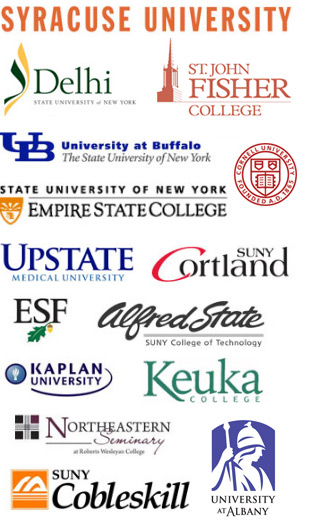 SYRACUSE UNIVERSITY
Delhi
STATE UNIVERSITY of NEW YORK
ST. JOHN
FISHER
COLLEGE
UB University at Buffalo
The State University of New York
CORNELL UNIVERSITY
FOUNDED A.D. 1865
STATE UNIVERSITY OF NEW YORK
EMPIRE STATE COLLEGE
UPSTATE
MEDICAL UNIVERSITY
SUNY
Cortland
ESF
Alfred State
SUNY College of Technology
KAPLAN
UNIVERSITY
Keuka
COLLEGE
NORTHEASTERN
Seminary
at Roberts Wesleyan College
SUNY
Cobleskill
UNIVERSITY
AT ALBANY